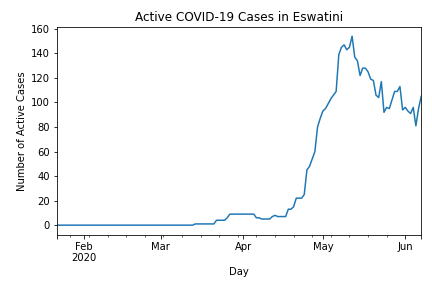 Active COVID-19 Cases in Eswatini
Number of Active Cases
160
140
120
100
80
60
40
20
0
Feb Mar Apr May Jun
2020
Day